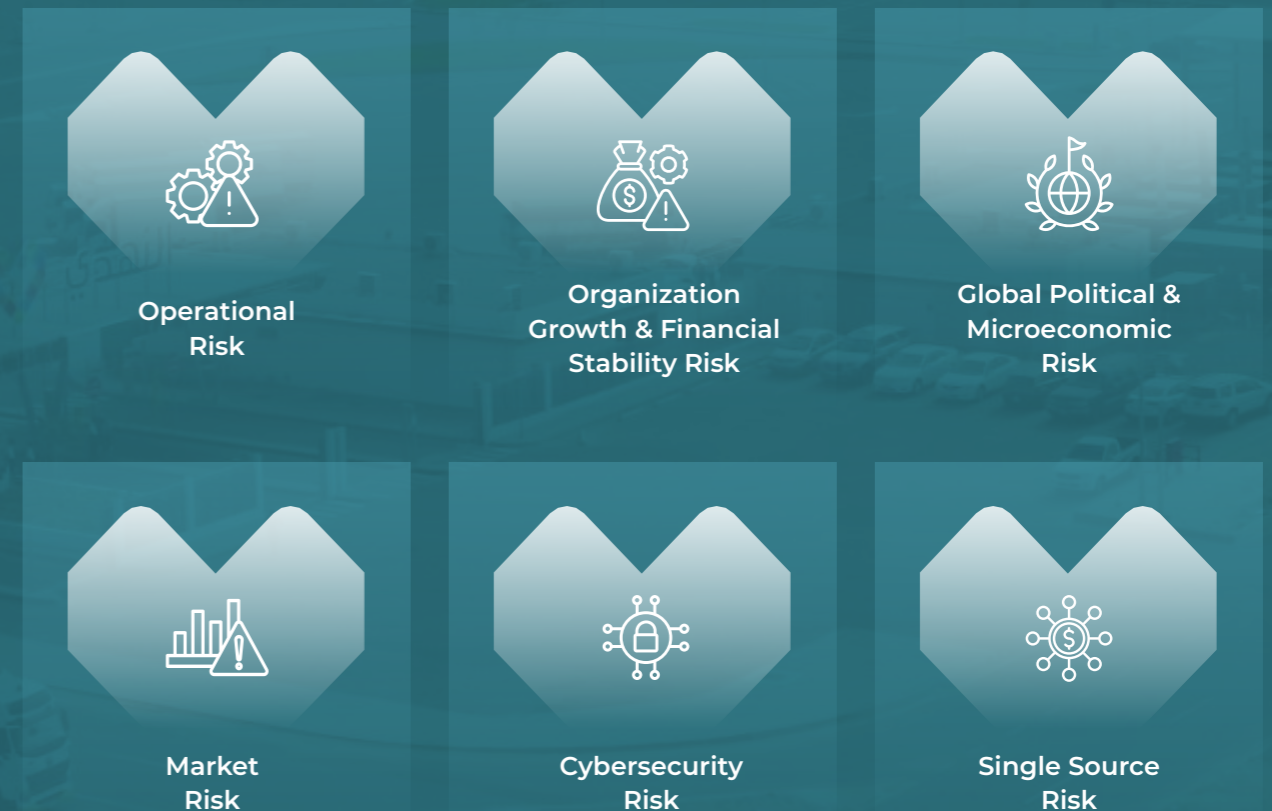 Operational
Risk
Organization
Growth & Financial
Stability Risk
Global Political &
Microeconomic
Risk
Market
Risk
Cybersecurity
Risk
Single Source
Risk